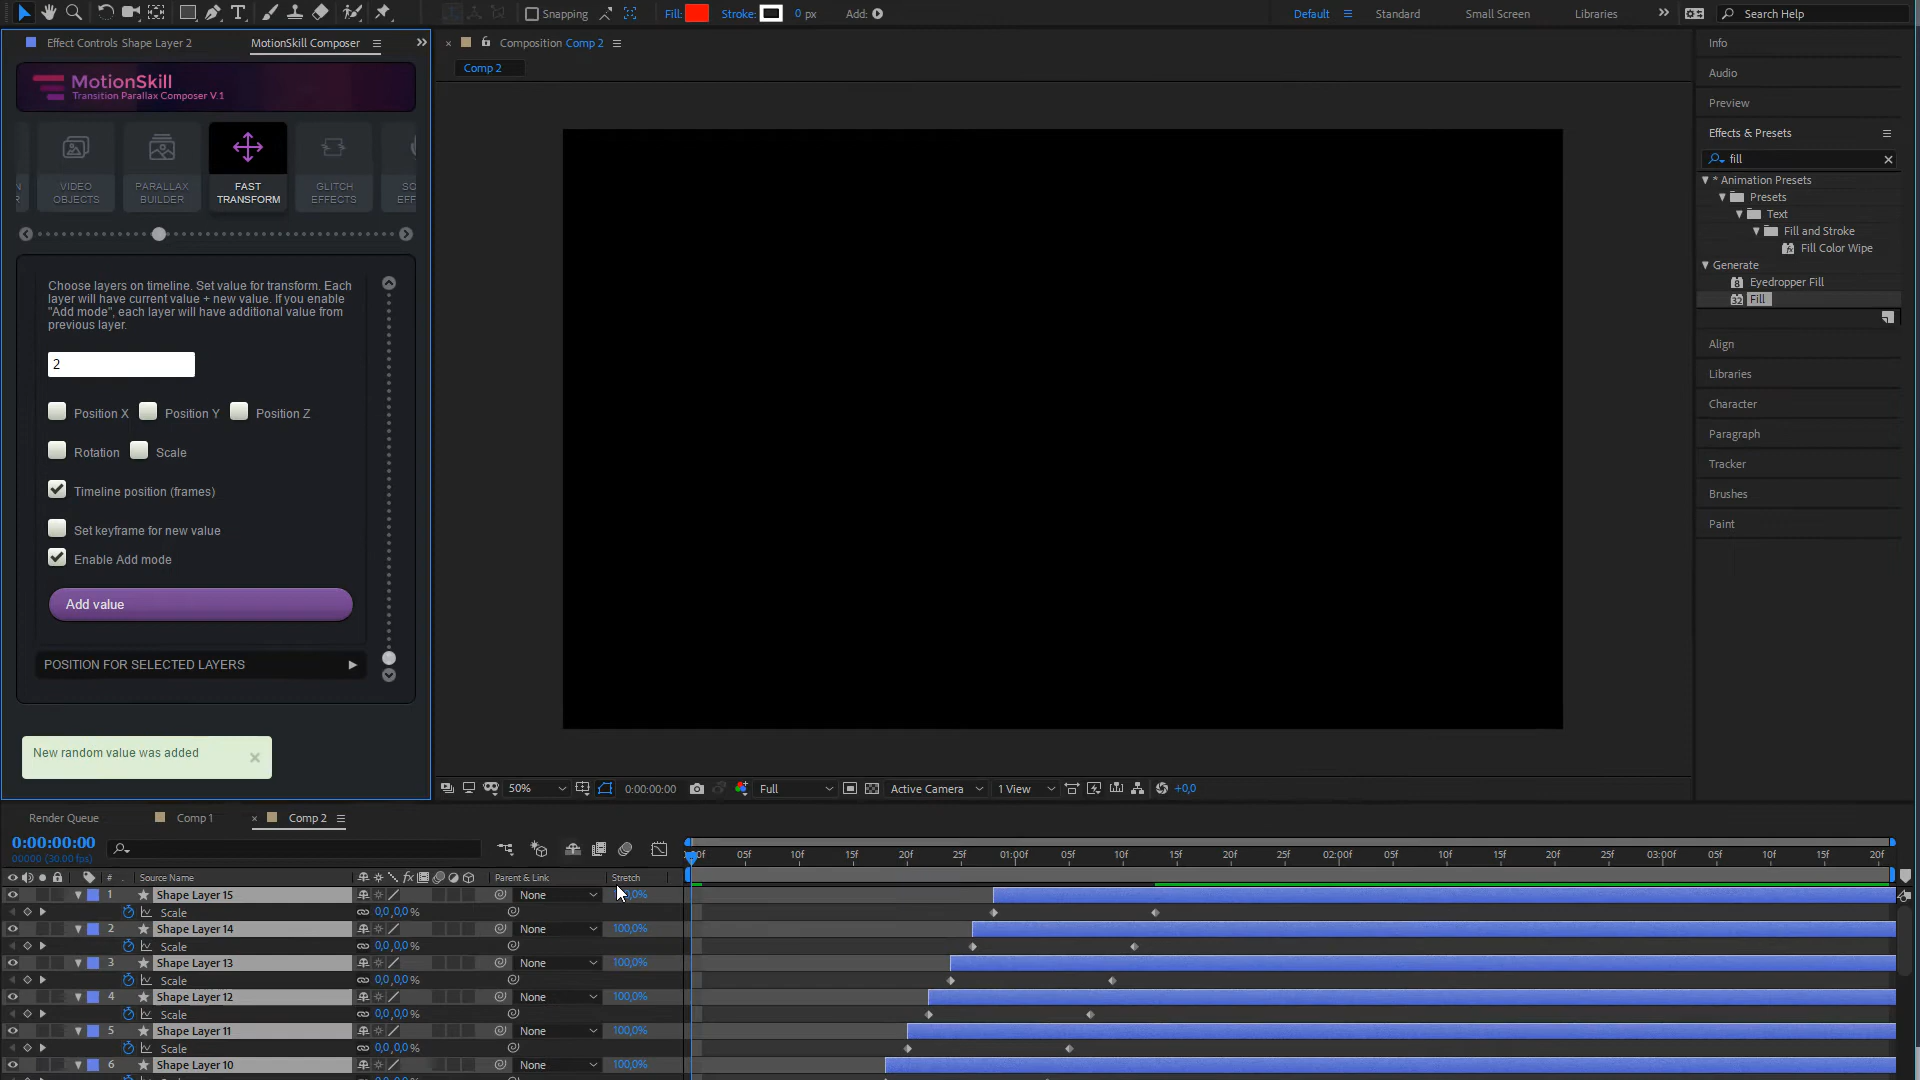 Snapping
Fill:
Stroke:
0 px
Add:
Default
Standard
Small Screen
Libraries
Search Help
Effect Controls Shape Layer 2
MotionSkill Composer
Composition Comp 2
Comp 2
MotionSkill
Transition Parallax Composer V.1
VIDEO
OBJECTS
PARALLAX
BUILDER
FAST
TRANSFORM
GLITCH
EFFECTS
Choose layers on timeline. Set value for transform. Each
layer will have current value + new value. If you enable
"Add mode", each layer will have additional value from
previous layer.
2
Position X
Position Y
Position Z
Rotation
Scale
Timeline position (frames)
Set keyframe for new value
Enable Add mode
Add value
POSITION FOR SELECTED LAYERS
New random value was added
Info
Audio
Preview
Effects & Presets
fill
* Animation Presets
Presets
Text
Fill and Stroke
Fill Color Wipe
Generate
Eyedropper Fill
Fill
Align
Libraries
Character
Paragraph
Tracker
Brushes
Paint
50%
0:00:00:00
Full
Active Camera
1 View
+0,0
Render Queue
Comp 1
Comp 2
0:00:00:00
00000 (30.00 fps)
05f
10f
15f
20f
25f
01:00f
05f
10f
15f
20f
25f
02:00f
05f
10f
15f
20f
25f
03:00f
05f
10f
15f
20f
#
Source Name
Parent & Link
Stretch
1 Shape Layer 15 None
Scale 0,0,0,0 %
2 Shape Layer 14 None 100,0%
Scale 0,0,0,0 %
3 Shape Layer 13 None 100,0%
Scale 0,0,0,0 %
4 Shape Layer 12 None 100,0%
Scale 0,0,0,0 %
5 Shape Layer 11 None 100,0%
Scale 0,0,0,0 %
6 Shape Layer 10 None 100,0%